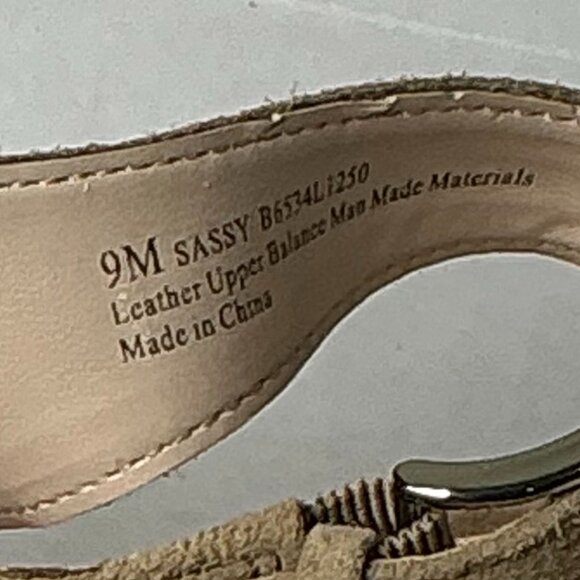 9M SASSY B6534L1250
Leather Upper Balance Man Made Materials
Made in China